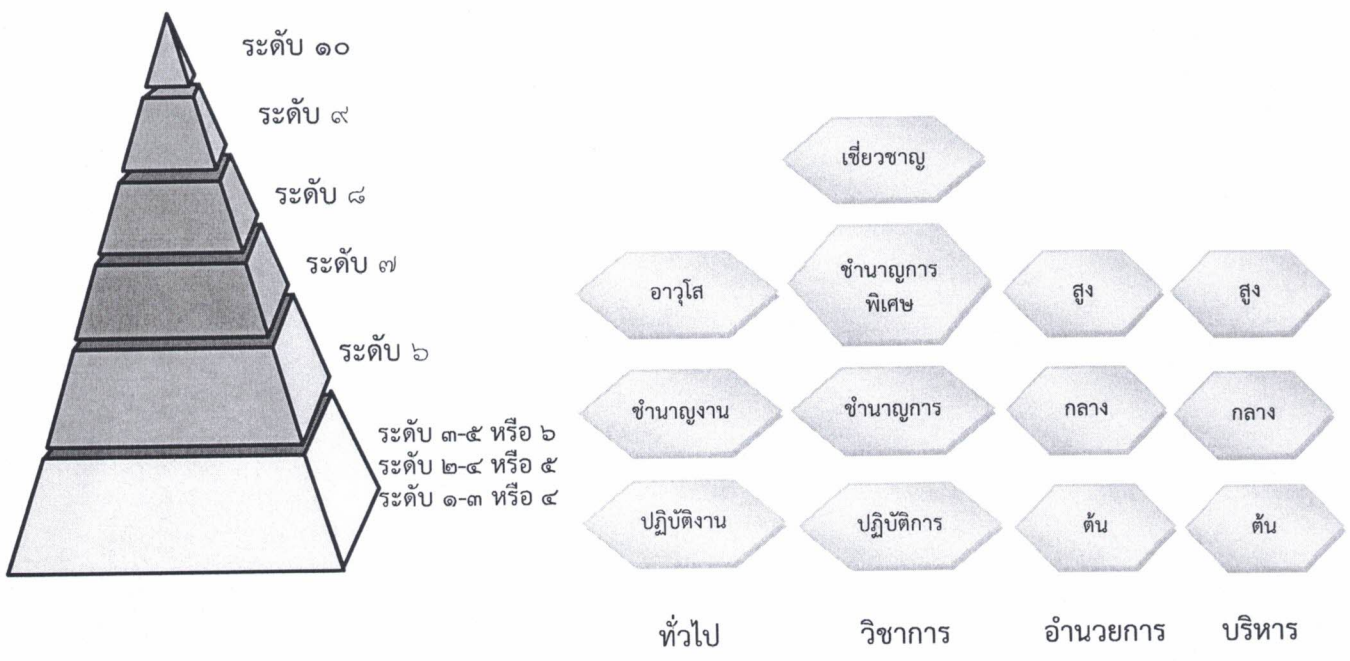 ระดับ ๑๐
ระดับ ๙
ระดับ ๘
ระดับ ๗
ระดับ ๖
ระดับ ๓-๕ หรือ ๖
ระดับ ๒-๔ หรือ ๕
ระดับ ๑-๓ หรือ ๔
เชี่ยวชาญ
อาวุโส
ชำนาญการ
พิเศษ
สูง
สูง
ชำนาญงาน
ชำนาญการ
กลาง
กลาง
ปฏิบัติงาน
ปฏิบัติการ
ต้น
ต้น
ทั่วไป
วิชาการ
อำนวยการ
บริหาร